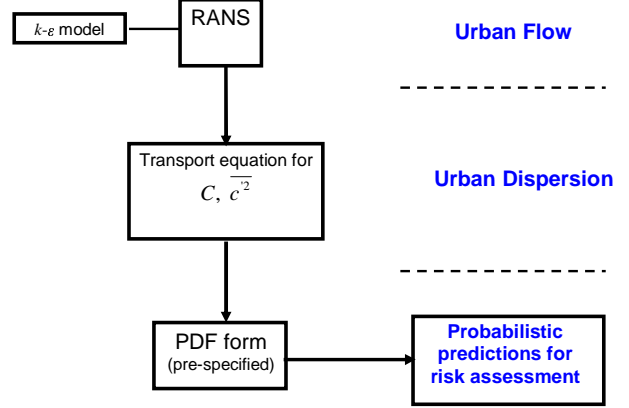 RANS
k-ε model
Urban Flow
Transport equation for
C, \overline{c'^2}
Urban Dispersion
PDF form
(pre-specified)
Probabilistic
predictions for
risk assessment